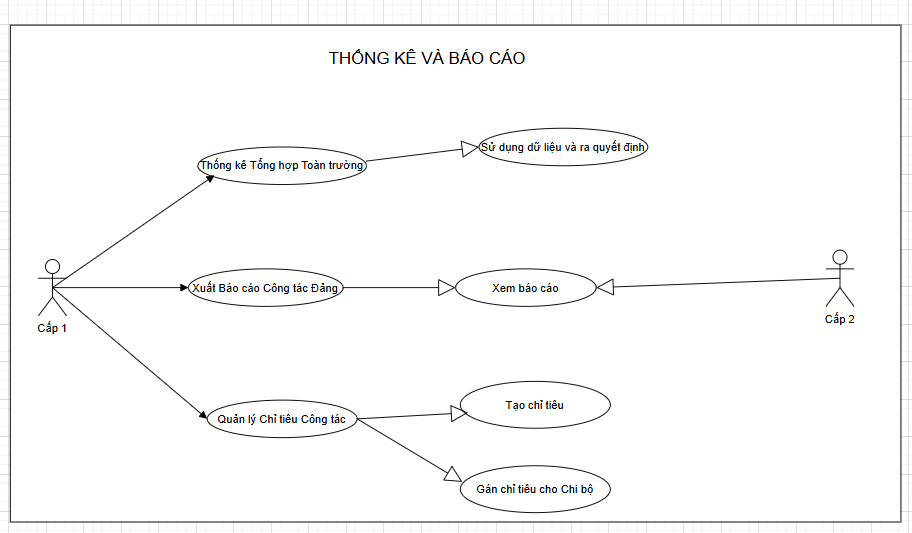 THỐNG KÊ VÀ BÁO CÁO
Sử dụng dữ liệu và ra quyết định
Thống kê Tổng hợp Toàn trường
Xuất Báo cáo Công tác Đảng
Xem báo cáo
Cấp 1
Cấp 2
Tạo chỉ tiêu
Quản lý Chỉ tiêu Công tác
Gán chỉ tiêu cho Chi bộ